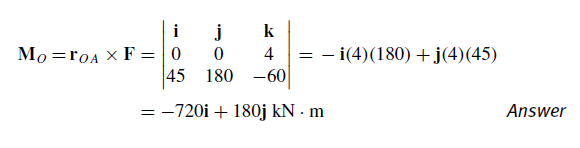 i j k
M_O = r_OA × F = | 0 0 4 | = − i(4)(180) + j(4)(45)
45 180 −60
= −720i + 180j kN · m Answer